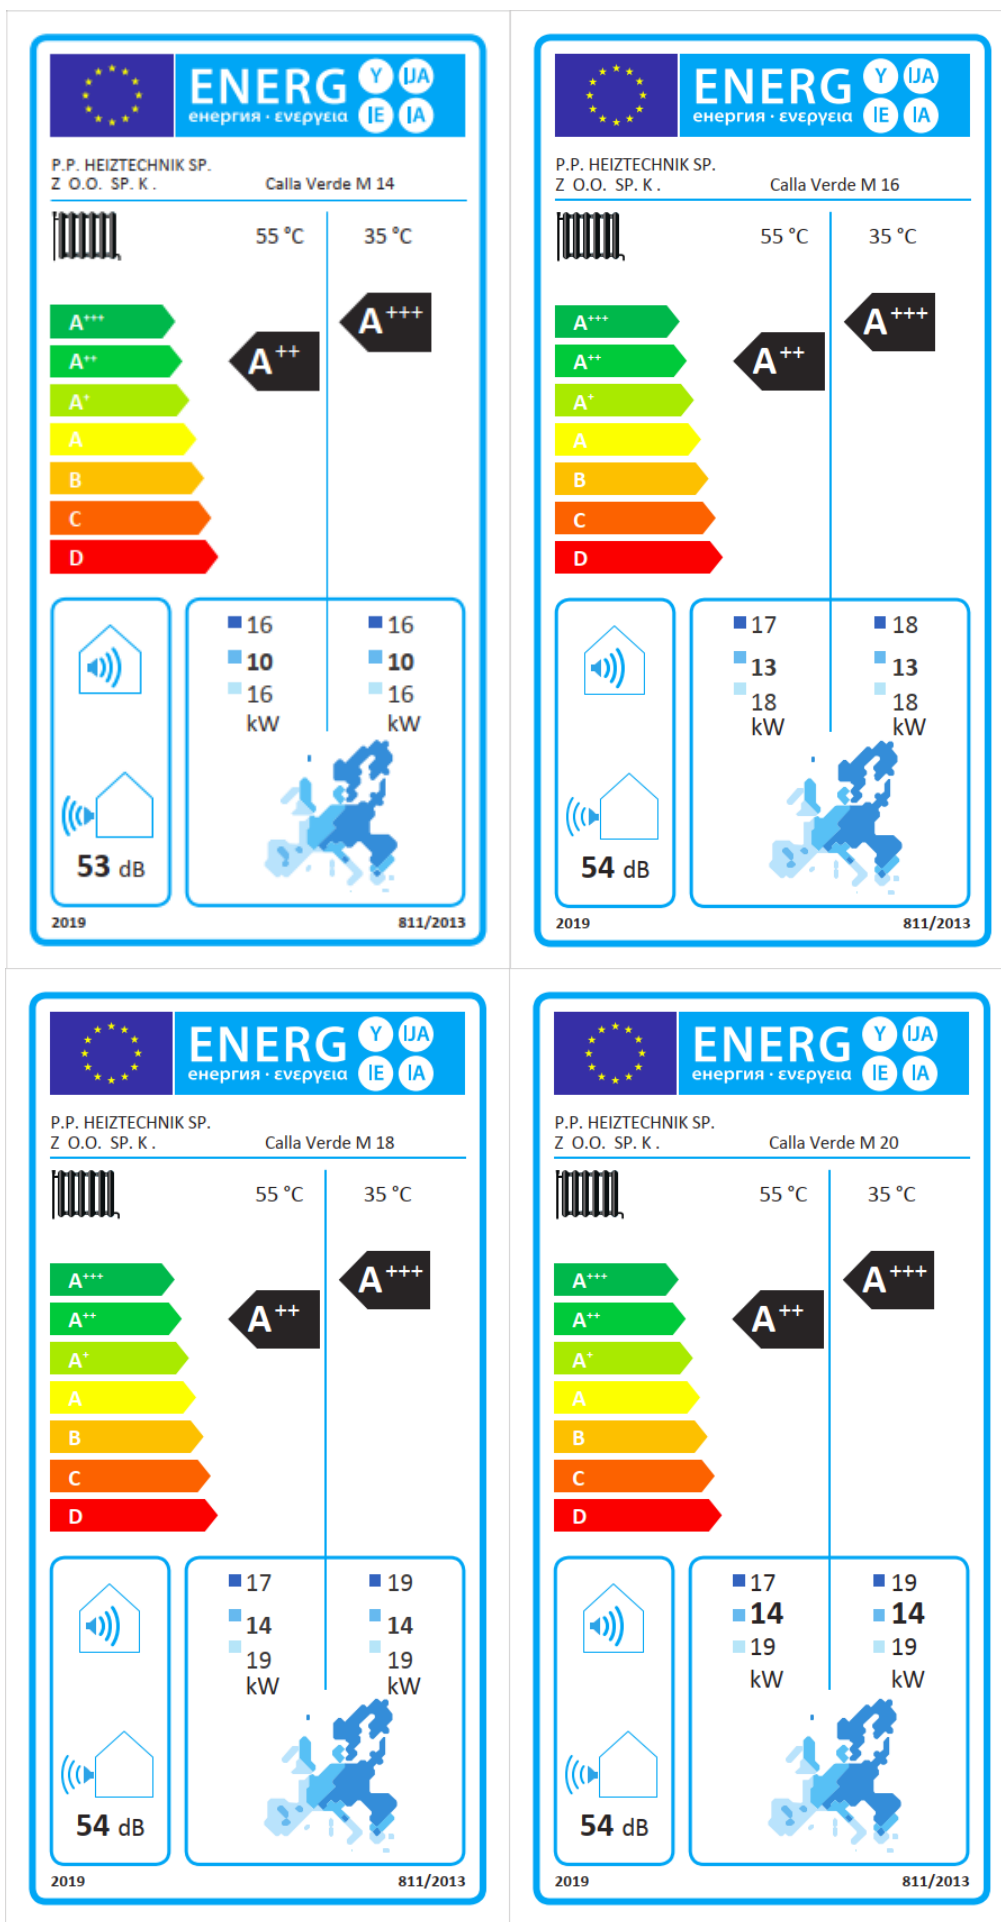 ENERG Y IJA
енергия · ενεργεια IE IA
P.P. HEIZTECHNIK SP.
Z O.O. SP. K . Calla Verde M 14
55 °C 35 °C
A+++
A+++
A++
A++
A+
A
B
C
D
16 16
10 10
16 16
kW kW
53 dB
2019 811/2013
ENERG Y IJA
енергия · ενεργεια IE IA
P.P. HEIZTECHNIK SP.
Z O.O. SP. K . Calla Verde M 16
55 °C 35 °C
A+++
A+++
A++
A++
A+
A
B
C
D
17 18
13 13
18 18
kW kW
54 dB
2019 811/2013
ENERG Y IJA
енергия · ενεργεια IE IA
P.P. HEIZTECHNIK SP.
Z O.O. SP. K . Calla Verde M 18
55 °C 35 °C
A+++
A+++
A++
A++
A+
A
B
C
D
17 19
14 14
19 19
kW kW
54 dB
2019 811/2013
ENERG Y IJA
енергия · ενεργεια IE IA
P.P. HEIZTECHNIK SP.
Z O.O. SP. K . Calla Verde M 20
55 °C 35 °C
A+++
A+++
A++
A++
A+
A
B
C
D
17 19
14 14
19 19
kW kW
54 dB
2019 811/2013